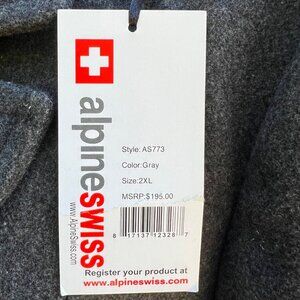 alpineswiss
www.AlpineSwiss.com
Style: AS773
Color:Gray
Size:2XL
MSRP:$195.00
8 17137 12328 7
Register your product at
www.alpineswiss.com